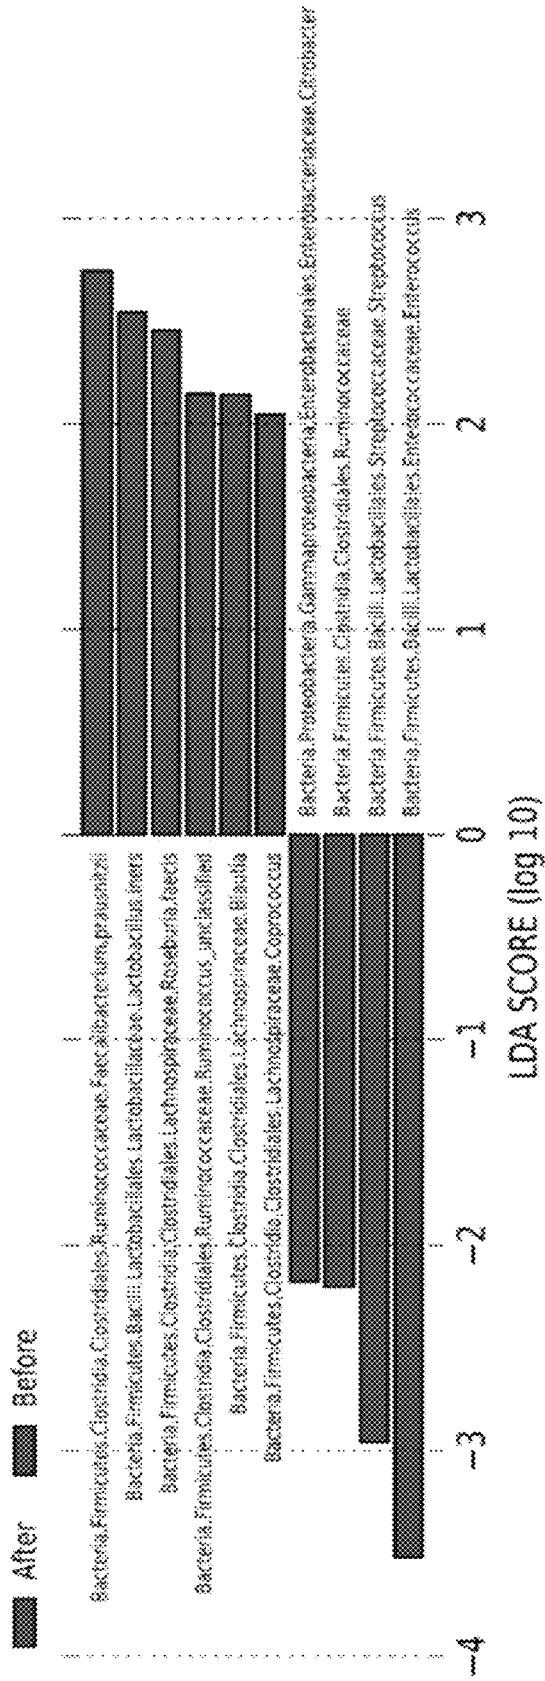 After
Before
Bacteria.Firmicutes.Clostridia.Clostridiales.Ruminococcaceae.Faecalibacterium.prausnitzii
Bacteria.Firmicutes.Bacilli.Lactobacillales.Lactobacillaceae.Lactobacillus.iners
Bacteria.Firmicutes.Clostridia.Clostridiales.Lachnospiraceae.Roseburia.faecis
Bacteria.Firmicutes.Clostridia.Clostridiales.Ruminococcaceae.Ruminococcus_unclassified
Bacteria.Firmicutes.Clostridia.Clostridiales.Lachnospiraceae.Blautia
Bacteria.Firmicutes.Clostridia.Clostridiales.Lachnospiraceae.Coprococcus
Bacteria.Proteobacteria.Gammaproteobacteria.Enterobacteriales.Enterobacteriaceae.Citrobacter
Bacteria.Firmicutes.Clostridia.Clostridiales.Ruminococcaceae
Bacteria.Firmicutes.Bacilli.Lactobacillales.Streptococcaceae.Streptococcus
Bacteria.Firmicutes.Bacilli.Lactobacillales.Enterococcaceae.Enterococcus
−4 −3 −2 −1 0 1 2 3
LDA SCORE (log 10)